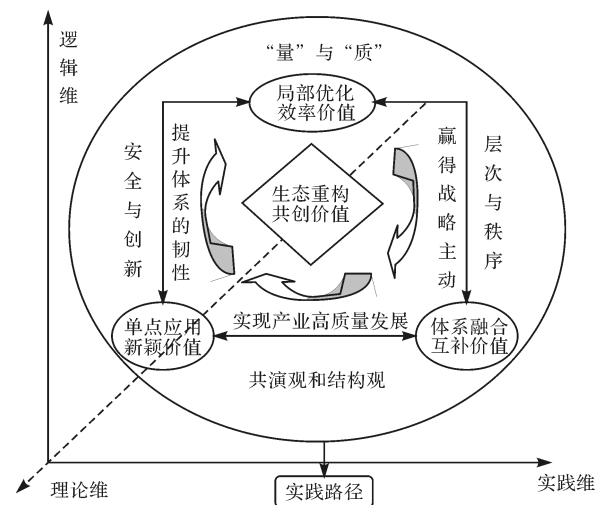 逻辑维
“量”与“质”
局部优化
效率价值
安全与创新
提升体系的韧性
生态重构
共创价值
赢得战略主动
层次与秩序
单点应用
新颖价值
实现产业高质量发展
体系融合
互补价值
共演观和结构观
理论维
实践路径
实践维